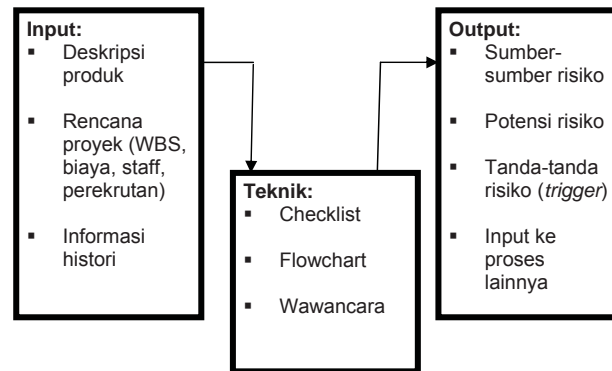 Input:
▪ Deskripsi
produk
▪ Rencana
proyek (WBS,
biaya, staff,
perekrutan)
▪ Informasi
histori
Teknik:
▪ Checklist
▪ Flowchart
▪ Wawancara
Output:
▪ Sumber-
sumber risiko
▪ Potensi risiko
▪ Tanda-tanda
risiko (trigger)
▪ Input ke
proses
lainnya